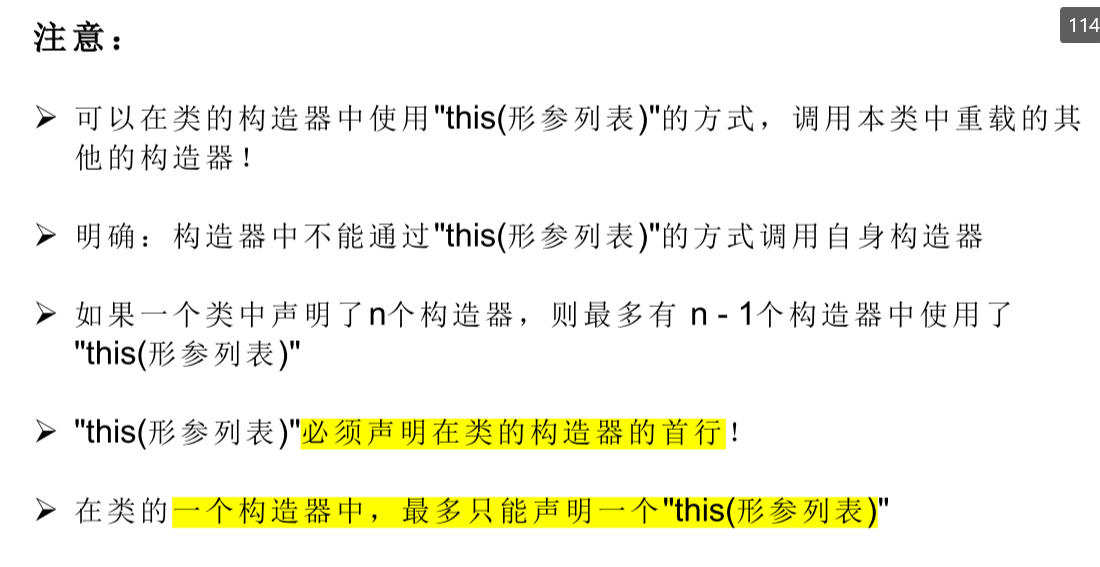 注意：
114
➢ 可以在类的构造器中使用"this(形参列表)"的方式，调用本类中重载的其
他的构造器！
➢ 明确：构造器中不能通过"this(形参列表)"的方式调用自身构造器
➢ 如果一个类中声明了n个构造器，则最多有 n - 1个构造器中使用了
"this(形参列表)"
➢ "this(形参列表)"必须声明在类的构造器的首行！
➢ 在类的一个构造器中，最多只能声明一个"this(形参列表)"